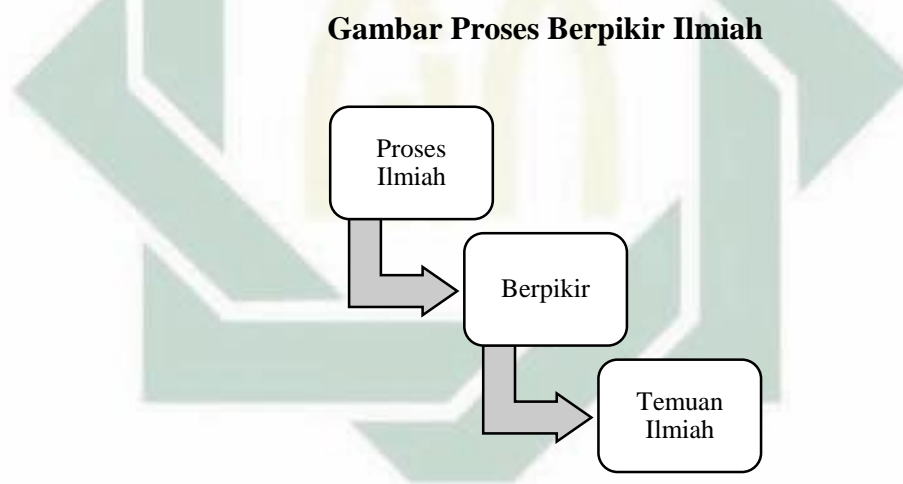 Gambar Proses Berpikir Ilmiah
Proses
Ilmiah
Berpikir
Temuan
Ilmiah